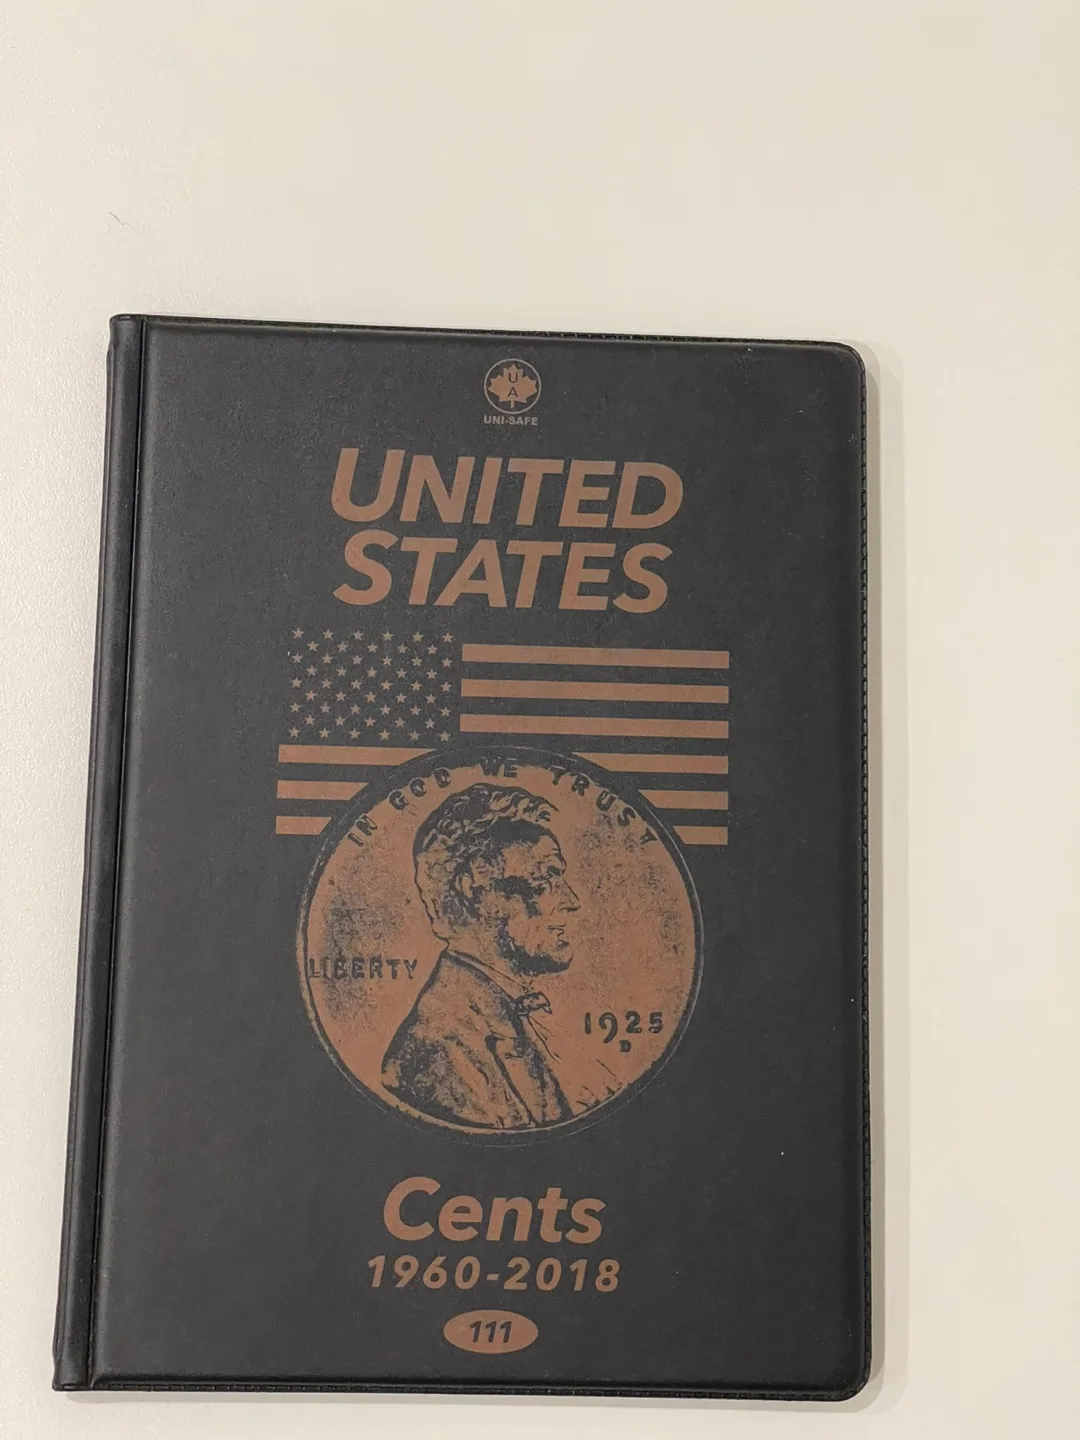 U
A
UNI-SAFE
UNITED
STATES
IN GOD WE TRUST
LIBERTY
1925
D
Cents
1960-2018
111